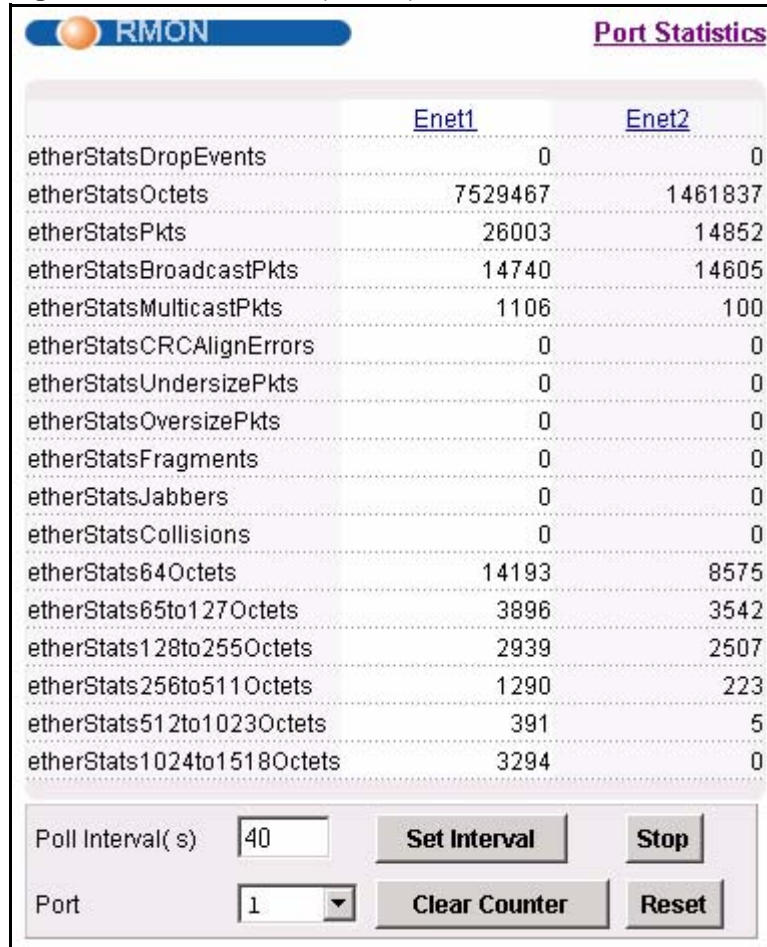 RMON Port Statistics
Enet1 Enet2
etherStatsDropEvents 0 0
etherStatsOctets 7529467 1461837
etherStatsPkts 26003 14852
etherStatsBroadcastPkts 14740 14605
etherStatsMulticastPkts 1106 100
etherStatsCRCAlignErrors 0 0
etherStatsUndersizePkts 0 0
etherStatsOversizePkts 0 0
etherStatsFragments 0 0
etherStatsJabbers 0 0
etherStatsCollisions 0 0
etherStats64Octets 14193 8575
etherStats65to127Octets 3896 3542
etherStats128to255Octets 2939 2507
etherStats256to511Octets 1290 223
etherStats512to1023Octets 391 5
etherStats1024to1518Octets 3294 0
Poll Interval( s) 40 Set Interval Stop
Port 1 Clear Counter Reset